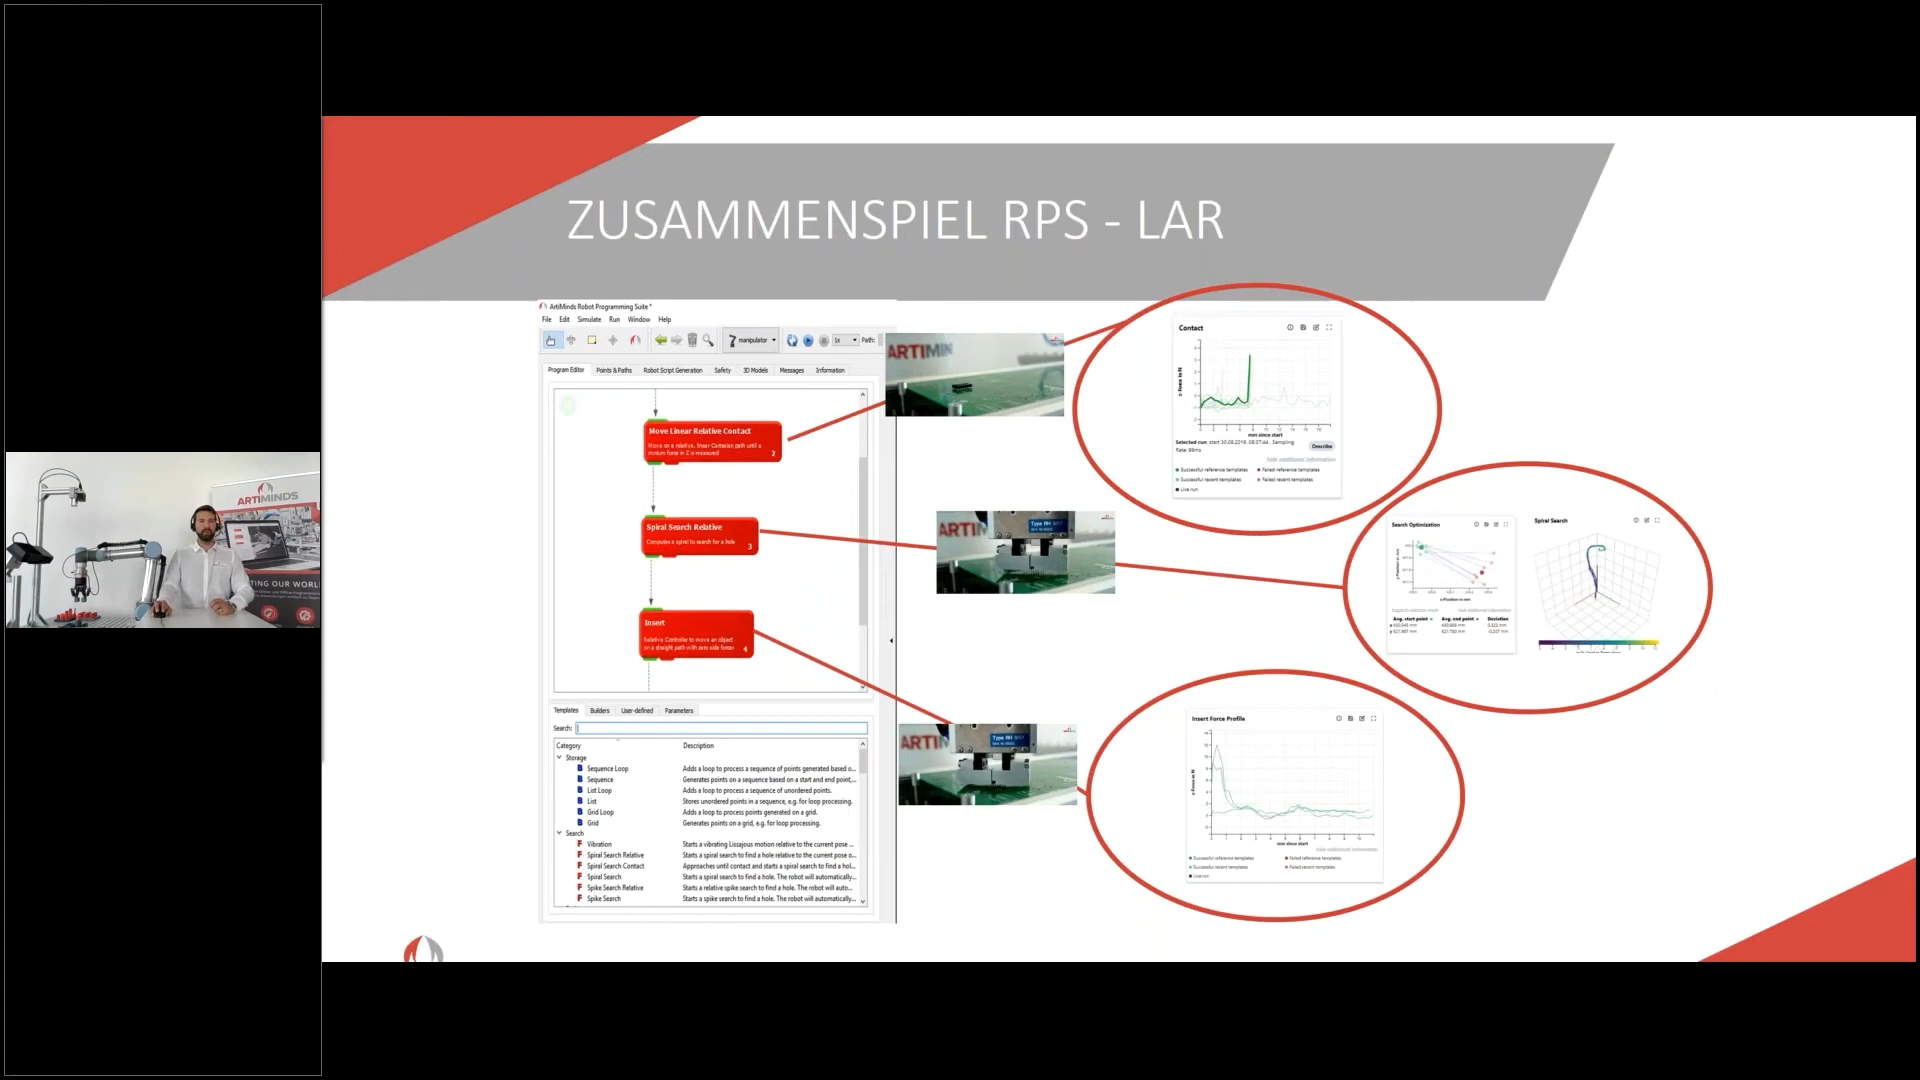 ZUSAMMENSPIEL RPS - LAR
ARTIMINDS
TING OUR WORL
ArtiMinds Robot Programming Suite *
File Edit Simulate Run Window Help
manipulator
1x
Path:
Program Editor Points & Paths Robot Script Generation Safety 3D Models Messages Information
Move Linear Relative Contact
Move on a relative, linear Cartesian path until a
minium force in Z is measured
2
Spiral Search Relative
Computes a spiral to search for a hole
3
Insert
Relative Controller to move an object
on a straight path with zero side forces
4
Templates Builders User-defined Parameters
Search:
Category Description
Storage
Sequence Loop Adds a loop to process a sequence of points generated based o...
Sequence Generates points on a sequence based on a start and end point,...
List Loop Adds a loop to process a sequence of unordered points.
List Stores unordered points in a sequence, e.g. for loop processing.
Grid Loop Adds a loop to process points generated on a grid.
Grid Generates points on a grid, e.g. for loop processing.
Search
Vibration Starts a vibrating Lissajous motion relative to the current pose ...
Spiral Search Relative Starts a spiral search to find a hole relative to the current pose o...
Spiral Search Contact Approaches until contact and starts a spiral search to find a hol...
Spiral Search Starts a spiral search to find a hole. The robot will automatically...
Spike Search Relative Starts a relative spike search to find a hole. The robot will auto...
Spike Search Starts a spike search to find a hole. The robot will automatically...
ARTIMIN
ARTI
ARTIN
Contact
z-Force in N
mm since start
Selected run: start 30.08.2019, 08:07:44 , Sampling
Rate: 99ms
Describe
hide additional information
Successful reference templates Failed reference templates
Successful recent templates Failed recent templates
Live run
Search Optimization
x-Position in mm
Avg. start point Avg. end point Deviation
Spiral Search
Insert Force Profile
z-Force in N
mm since start
hide additional information
Successful reference templates Failed reference templates
Successful recent templates Failed recent templates
Live run